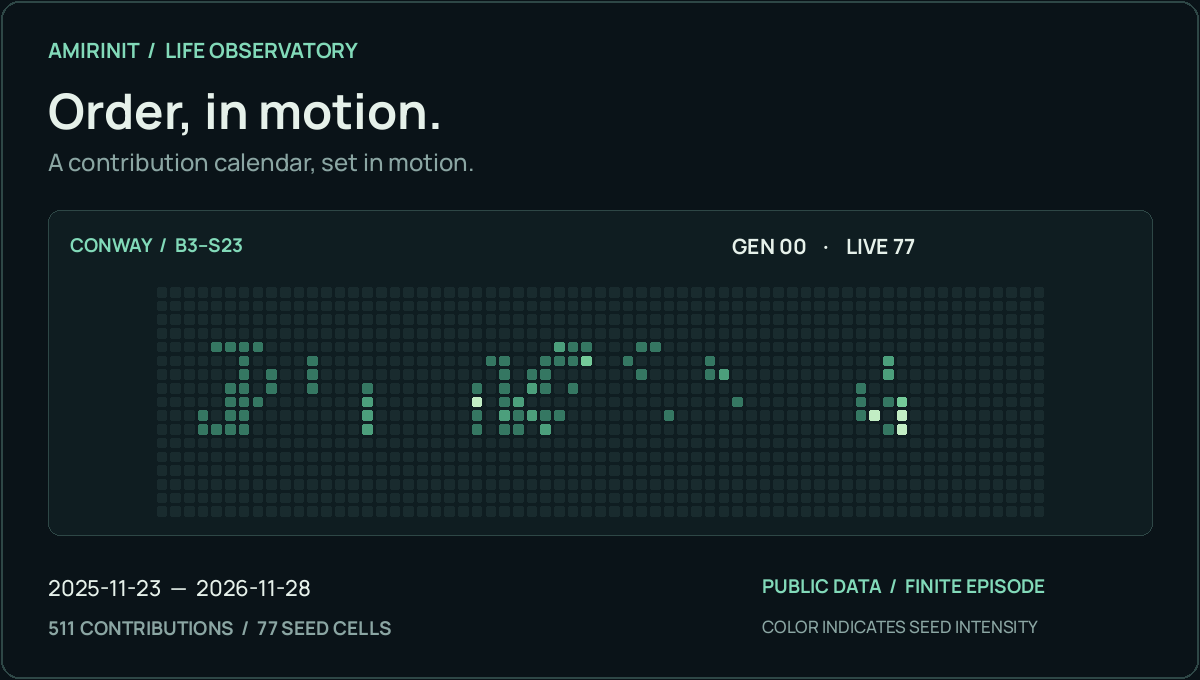 AMIRINIT / LIFE OBSERVATORY
Order, in motion.
A contribution calendar, set in motion.
CONWAY / B3–S23
GEN 00 · LIVE 77
2025-11-23 — 2026-11-28
PUBLIC DATA / FINITE EPISODE
511 CONTRIBUTIONS / 77 SEED CELLS
COLOR INDICATES SEED INTENSITY